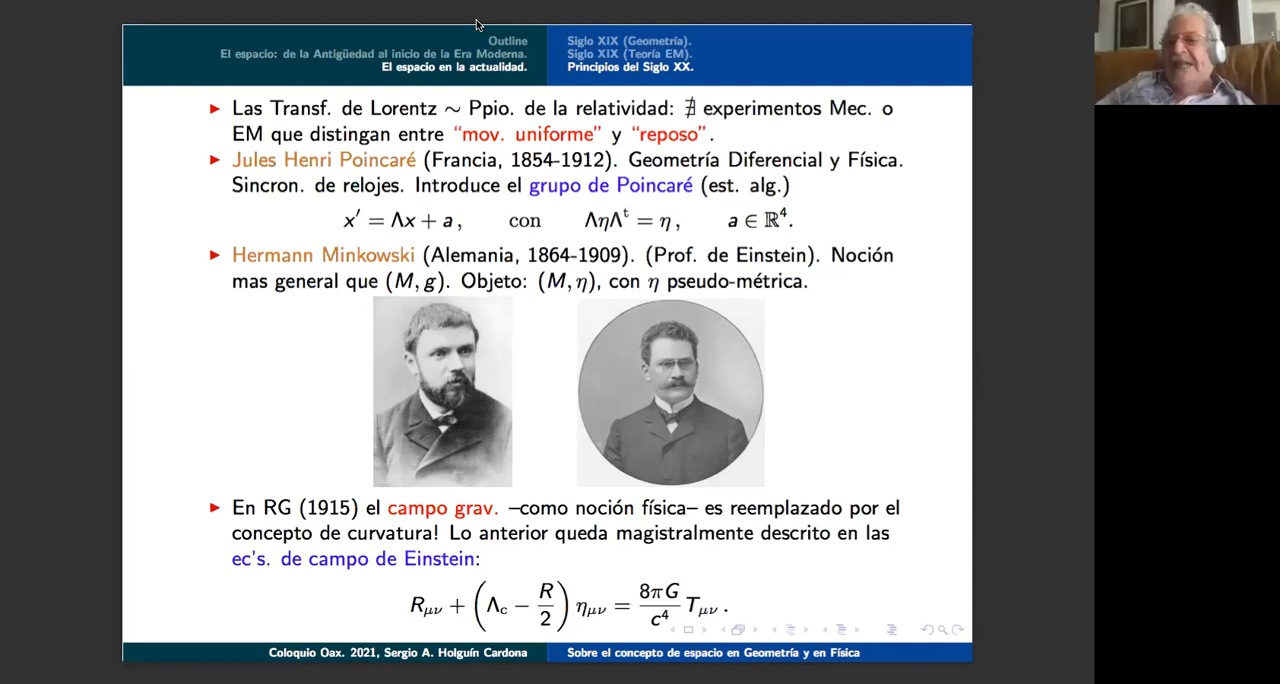 Outline
El espacio: de la Antigüedad al inicio de la Era Moderna.
El espacio en la actualidad.
Siglo XIX (Geometría).
Siglo XIX (Teoría EM).
Principios del Siglo XX.
Las Transf. de Lorentz ∼ Ppio. de la relatividad: ∄ experimentos Mec. o
EM que distingan entre “mov. uniforme” y “reposo”.
Jules Henri Poincaré (Francia, 1854-1912). Geometría Diferencial y Física.
Sincron. de relojes. Introduce el grupo de Poincaré (est. alg.)
x′ = Λx + a , con ΛηΛᵗ = η , a ∈ ℝ⁴.
Hermann Minkowski (Alemania, 1864-1909). (Prof. de Einstein). Noción
mas general que (M, g). Objeto: (M, η), con η pseudo-métrica.
En RG (1915) el campo grav. –como noción física– es reemplazado por el
concepto de curvatura! Lo anterior queda magistralmente descrito en las
ec's. de campo de Einstein:
Rμν + (Λc − R/2) ημν = 8πG/c⁴ Tμν .
Coloquio Oax. 2021, Sergio A. Holguín Cardona
Sobre el concepto de espacio en Geometría y en Física